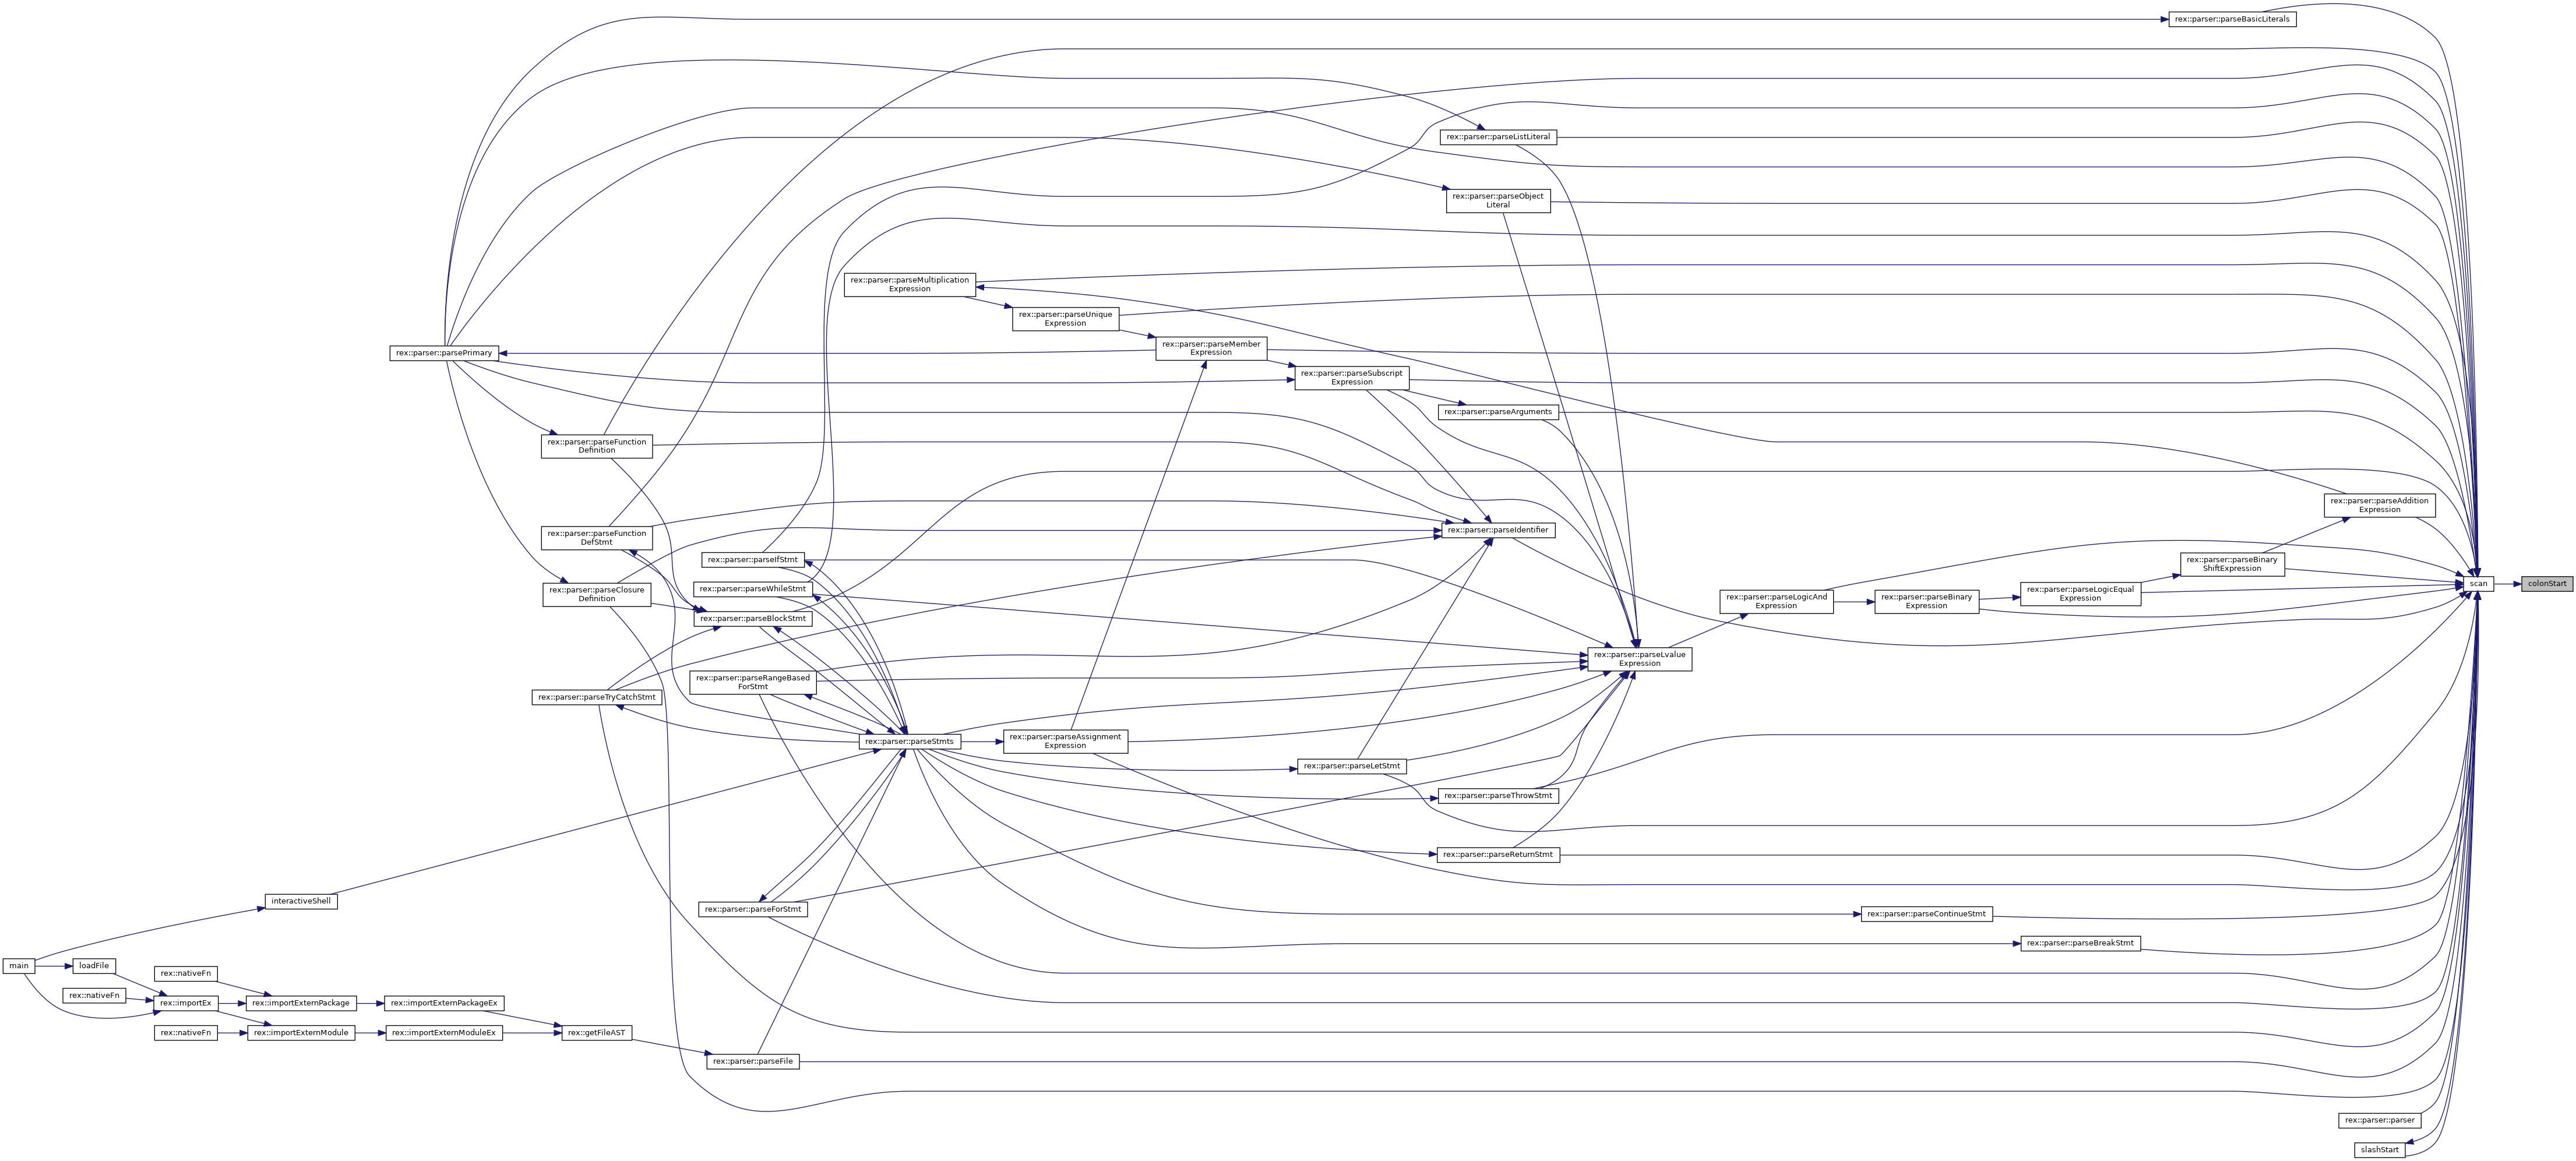 rex::parser::parseBasicLiterals
rex::parser::parseListLiteral
rex::parser::parseObject
Literal
rex::parser::parseMultiplication
Expression
rex::parser::parseUnique
Expression
rex::parser::parseMember
Expression
rex::parser::parsePrimary
rex::parser::parseSubscript
Expression
rex::parser::parseArguments
rex::parser::parseFunction
Definition
rex::parser::parseAddition
Expression
rex::parser::parseIdentifier
rex::parser::parseFunction
DefStmt
rex::parser::parseIfStmt
rex::parser::parseBinary
ShiftExpression
scan
colonStart
rex::parser::parseWhileStmt
rex::parser::parseClosure
Definition
rex::parser::parseLogicEqual
Expression
rex::parser::parseLogicAnd
Expression
rex::parser::parseBinary
Expression
rex::parser::parseBlockStmt
rex::parser::parseLvalue
Expression
rex::parser::parseRangeBased
ForStmt
rex::parser::parseTryCatchStmt
rex::parser::parseStmts
rex::parser::parseAssignment
Expression
rex::parser::parseLetStmt
rex::parser::parseThrowStmt
rex::parser::parseReturnStmt
interactiveShell
rex::parser::parseForStmt
rex::parser::parseContinueStmt
rex::parser::parseBreakStmt
main
loadFile
rex::nativeFn
rex::nativeFn
rex::importEx
rex::importExternPackage
rex::importExternPackageEx
rex::nativeFn
rex::importExternModule
rex::importExternModuleEx
rex::getFileAST
rex::parser::parseFile
rex::parser::parser
slashStart